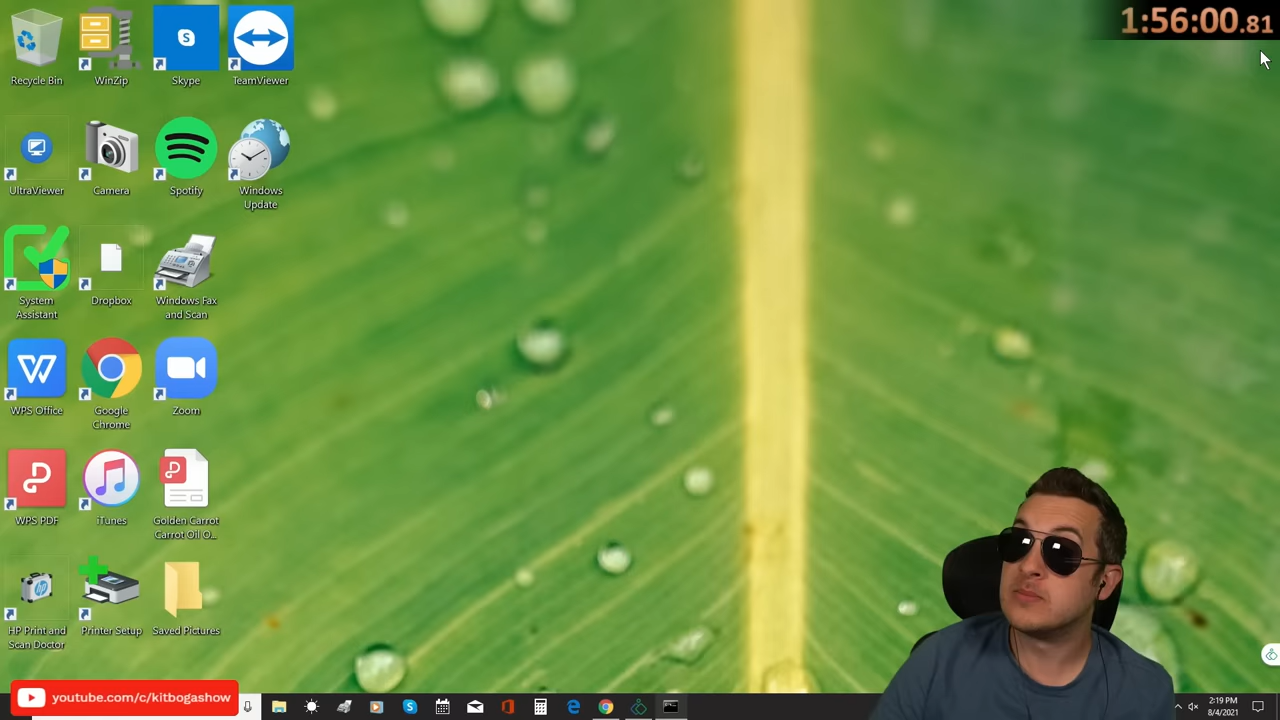 1:56:00.81
Recycle Bin
WinZip
Skype
TeamViewer
UltraViewer
Camera
Spotify
Windows
Update
System
Assistant
Dropbox
Windows Fax
and Scan
WPS Office
Google
Chrome
Zoom
WPS PDF
iTunes
Golden Carrot
Carrot Oil O...
HP Print and
Scan Doctor
Printer Setup
Saved Pictures
youtube.com/c/kitbogashow
2:19 PM
8/4/2021